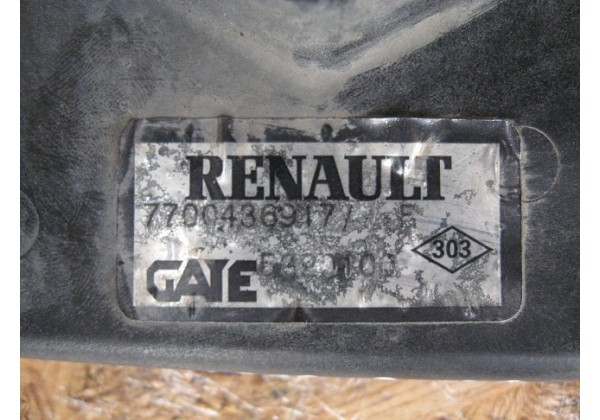 RENAULT
7700436917/ E
303
GATE